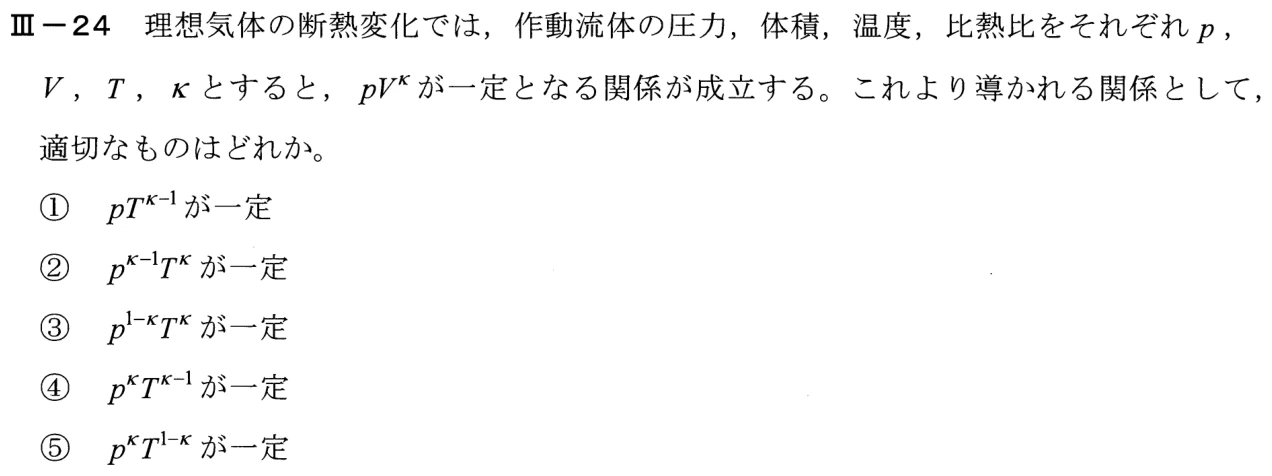 Ⅲ－24　理想気体の断熱変化では，作動流体の圧力，体積，温度，比熱比をそれぞれ p，
V，T，κ とすると，pV^κ が一定となる関係が成立する。これより導かれる関係として，
適切なものはどれか。
① pT^{κ−1} が一定
② p^{κ−1}T^κ が一定
③ p^{1−κ}T^κ が一定
④ p^κT^{κ−1} が一定
⑤ p^κT^{1−κ} が一定